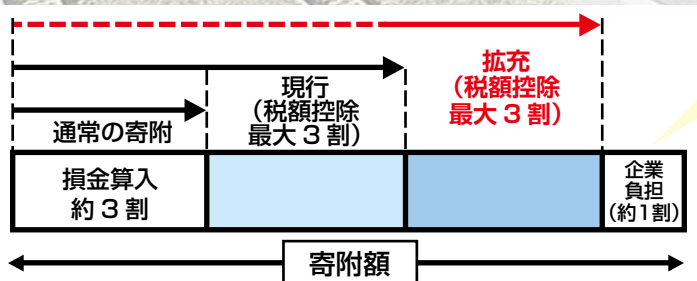 通常の寄附
現行
(税額控除
最大3割)
拡充
(税額控除
最大3割)
損金算入
約3割
企業
負担
(約1割)
寄附額